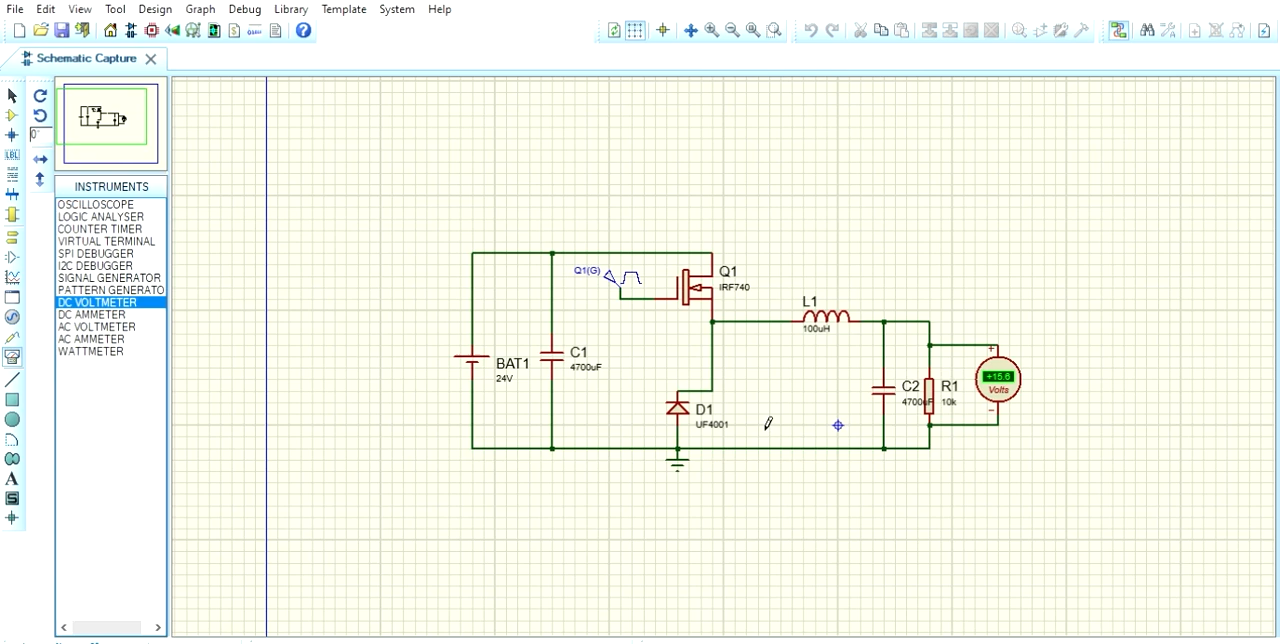 File Edit View Tool Design Graph Debug Library Template System Help
Schematic Capture
0°
LBL
INSTRUMENTS
OSCILLOSCOPE
LOGIC ANALYSER
COUNTER TIMER
VIRTUAL TERMINAL
SPI DEBUGGER
I2C DEBUGGER
SIGNAL GENERATOR
PATTERN GENERATO
DC VOLTMETER
DC AMMETER
AC VOLTMETER
AC AMMETER
WATTMETER
A
S
Q1(G)
Q1
IRF740
L1
100uH
BAT1
24V
C1
4700uF
D1
UF4001
C2
4700uF
R1
10k
+15.6
Volts